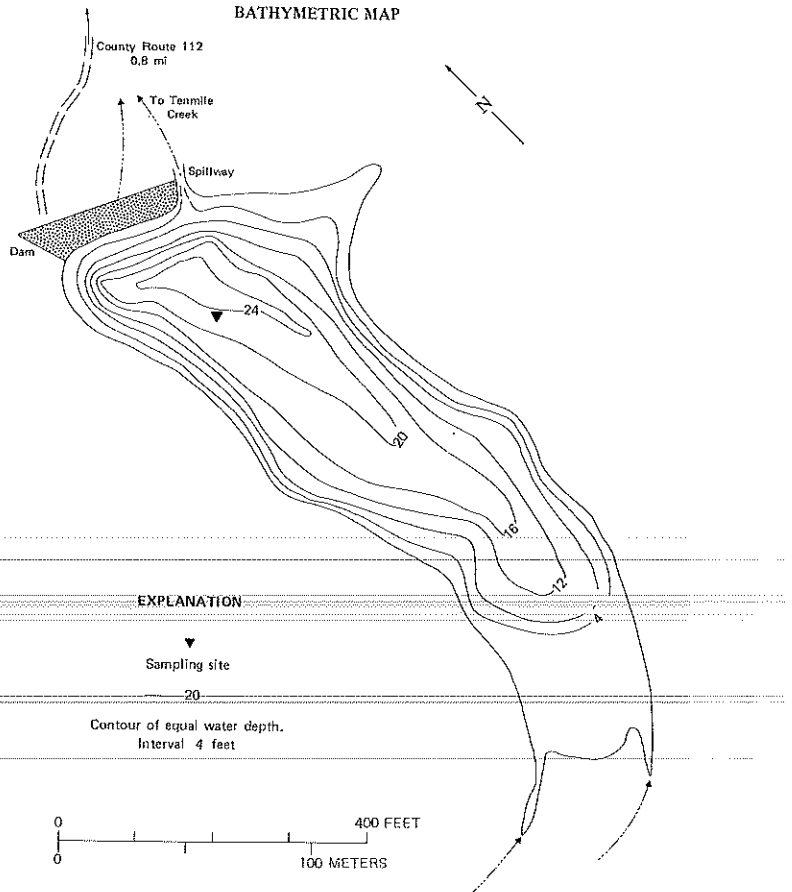 BATHYMETRIC MAP
County Route 112
0.8 mi
To Tenmile
Creek
N
Spillway
Dam
24
20
16
12
4
EXPLANATION
Sampling site
20
Contour of equal water depth.
Interval 4 feet
0
400 FEET
0
100 METERS